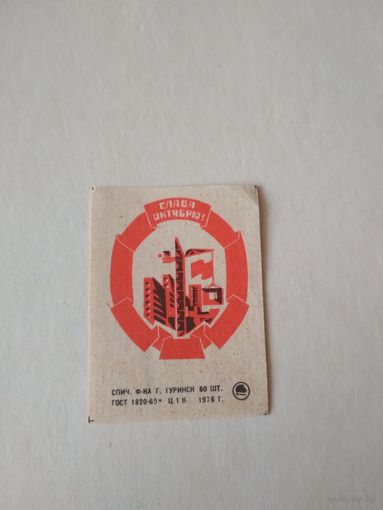 СЛАВА
ОКТЯБРЮ!
СПИЧ. Ф-КА Г. ТУРИНСК 60 ШТ.
ГОСТ 1820-69* Ц. 1 К. 1976 Г.